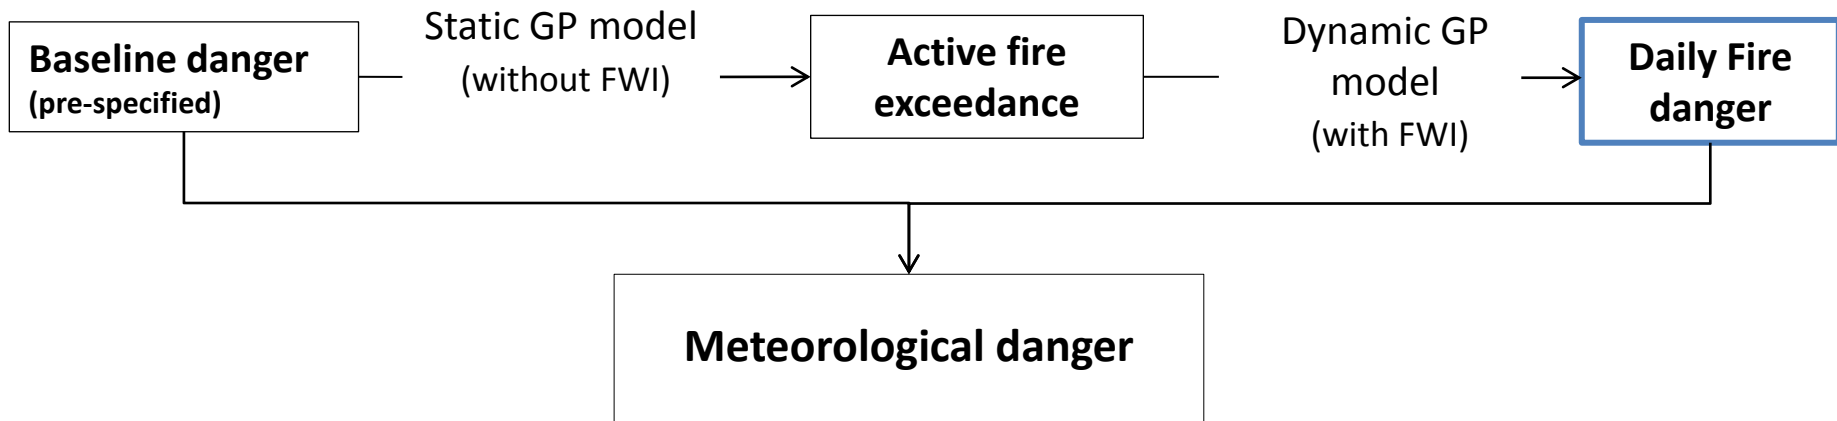 Baseline danger
(pre-specified)
Static GP model
(without FWI)
Active fire
exceedance
Dynamic GP
model
(with FWI)
Daily Fire
danger
Meteorological danger